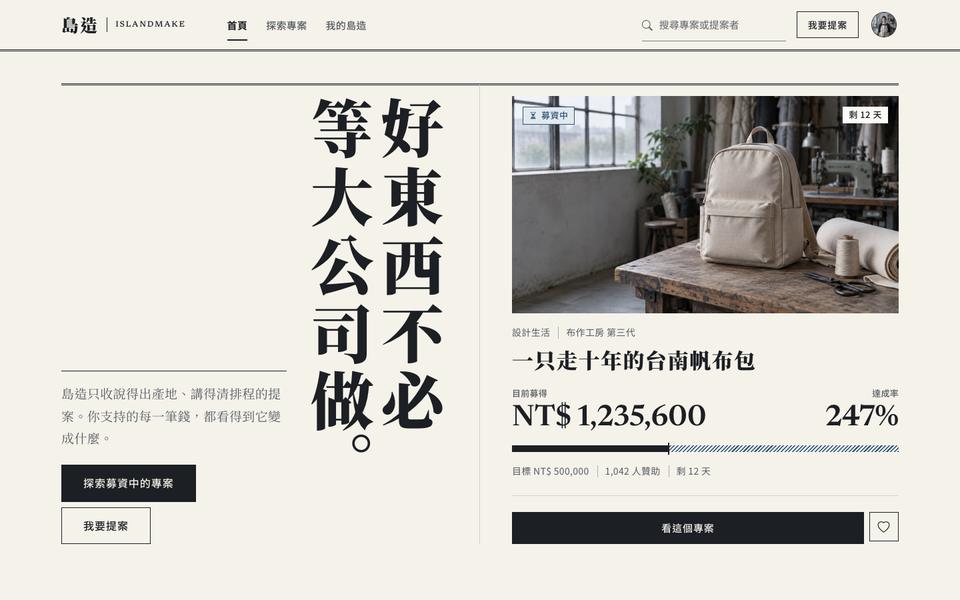 島造 ISLANDMAKE 首頁 探索專案 我的島造 搜尋專案或提案者 我要提案
好東西不必
等大公司做。
島造只收說得出產地、講得清排程的提
案。你支持的每一筆錢，都看得到它變
成什麼。
探索募資中的專案
我要提案
募資中 剩 12 天
設計生活 布作工房 第三代
一只走十年的台南帆布包
目前募得 達成率
NT$ 1,235,600 247%
目標 NT$ 500,000 1,042 人贊助 剩 12 天
看這個專案